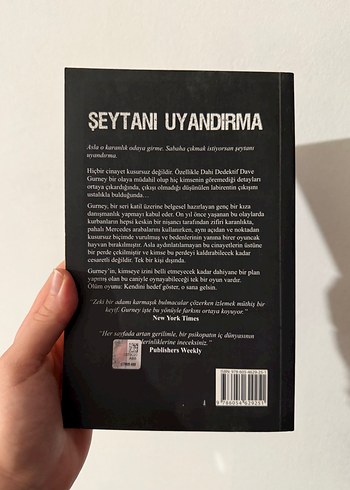 ŞEYTANI UYANDIRMA
Asla o karanlık odaya girme. Sabaha çıkmak istiyorsan şeytanı
uyandırma.
Hiçbir cinayet kusursuz değildir. Özellikle Dahi Dedektif Dave
Gurney bir olaya müdahil olup hiç kimsenin göremediği detayları
ortaya çıkardığında, çıkışı olmadığı düşünülen labirentin çıkışını
ustalıkla bulduğunda…
Gurney, bir seri katil üzerine belgesel hazırlayan genç bir kıza
danışmanlık yapmayı kabul eder. On yıl önce yaşanan bu olaylarda
kurbanların hepsi keskin bir nişancı tarafından zifiri karanlıkta,
pahalı Mercedes arabalarını kullanırken, aynı açıdan ve noktadan
kusursuz biçimde vurulmuş ve bedenlerinin yanına birer oyuncak
hayvan bırakılmıştır. Asla aydınlatılamayan bu cinayetlerin üstüne
bir perde çekilmiştir ve kimse bu perdeyi kaldırabilecek kadar
cesaretli değildir. Tek bir kişi dışında.
Gurney'in, kimseye izini belli etmeyecek kadar dahiyane bir plan
yapmış olan bu caniyle oynayabileceği tek bir oyun vardır.
Ölüm oyunu: Kendini hedef göster, o sana gelsin.
"Zeki bir adamı karmaşık bulmacalar çözerken izlemek müthiş bir
keyif. Gurney işte bu yönüyle farkını ortaya koyuyor."
New York Times
"Her sayfada artan gerilimle, bir psikopatın iç dünyasının
derinliklerine ineceksiniz."
Publishers Weekly